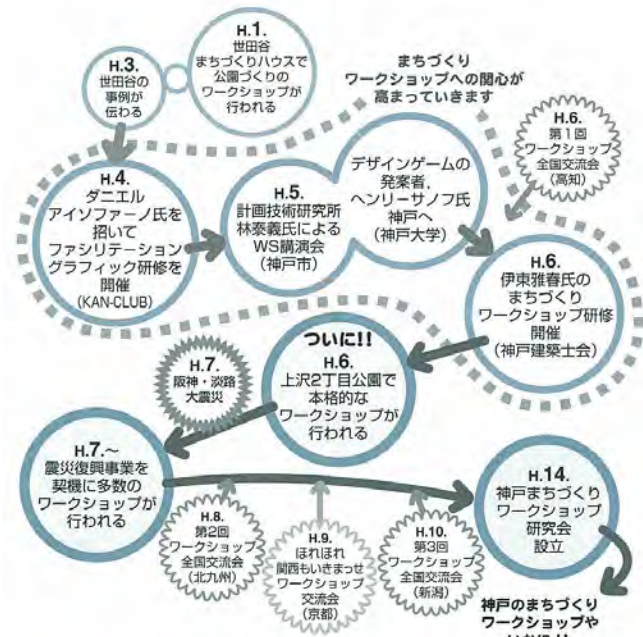 H.1.
世田谷
まちづくりハウスで
公園づくりの
ワークショップが
行われる
H.3.
世田谷の
事例が
伝わる
まちづくり
ワークショップへの関心が
高まっていきます
H.4.
ダニエル
アイソファーノ氏を
招いて
ファシリテーション
グラフィック研修を
開催
(KAN-CLUB)
H.5.
計画技術研究所
林泰義氏による
WS講演会
(神戸市)
デザインゲームの
発案者、
ヘンリーサノフ氏
神戸へ
(神戸大学)
H.6.
第1回
ワークショップ
全国交流会
(高知)
H.6.
伊東雅春氏の
まちづくり
ワークショップ研修
開催
(神戸建築士会)
ついに!!
H.6.
上沢2丁目公園で
本格的な
ワークショップが
行われる
H.7.
阪神・淡路
大震災
H.7.～
震災復興事業を
契機に多数の
ワークショップが
行われる
H.8.
第2回
ワークショップ
全国交流会
(北九州)
H.9.
ほれほれ
関西もいきまっせ
ワークショップ
交流会
(京都)
H.10.
第3回
ワークショップ
全国交流会
(新潟)
H.14.
神戸まちづくり
ワークショップ
研究会
設立
神戸のまちづくり
ワークショップや